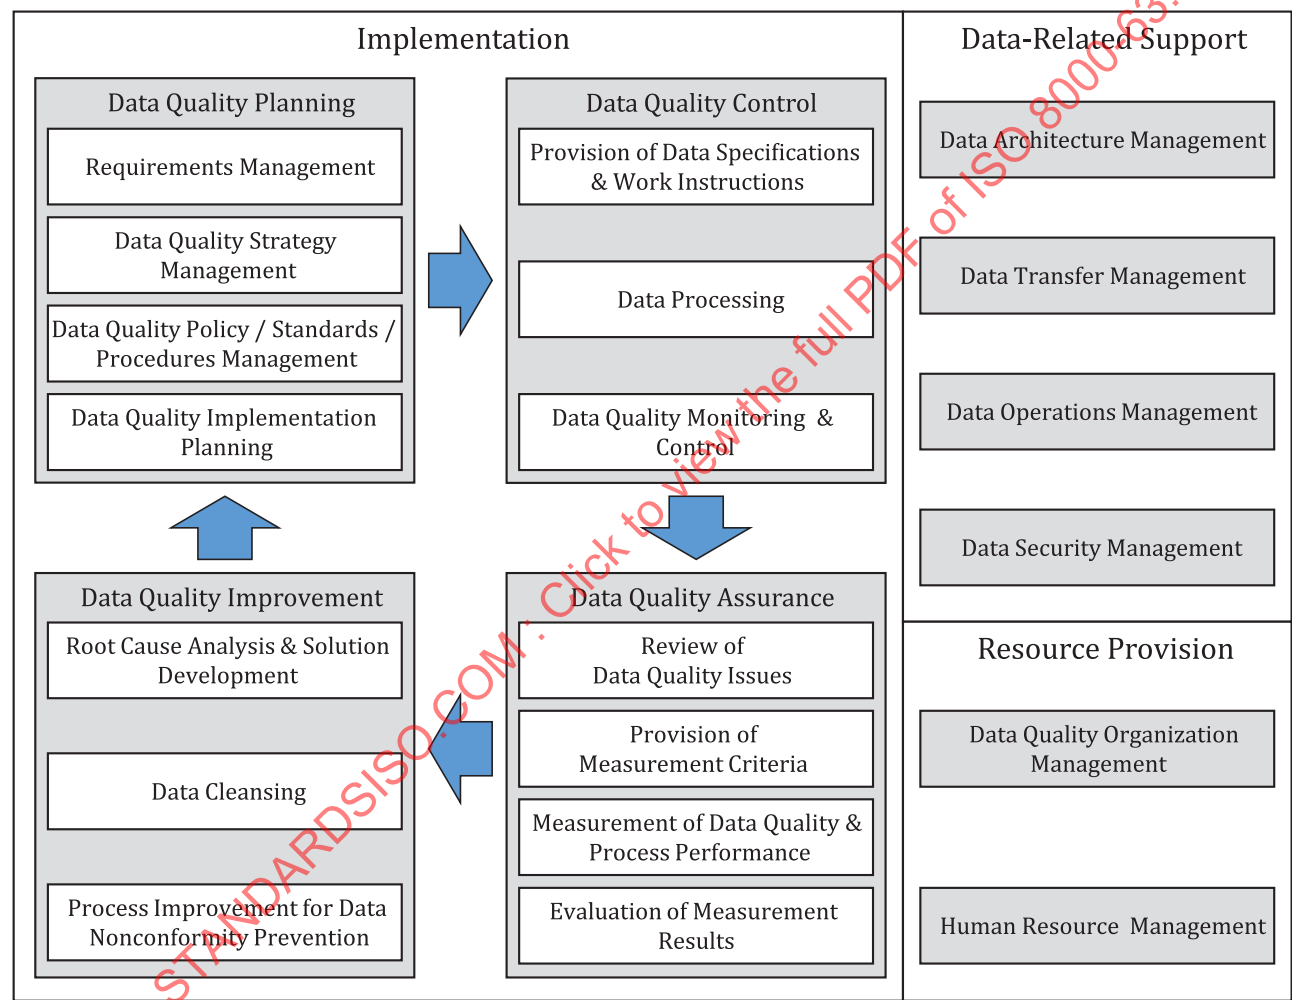 Implementation
Data Quality Planning
Requirements Management
Data Quality Strategy
Management
Data Quality Policy / Standards /
Procedures Management
Data Quality Implementation
Planning
Data Quality Control
Provision of Data Specifications
& Work Instructions
Data Processing
Data Quality Monitoring &
Control
Data Quality Improvement
Root Cause Analysis & Solution
Development
Data Cleansing
Process Improvement for Data
Nonconformity Prevention
Data Quality Assurance
Review of
Data Quality Issues
Provision of
Measurement Criteria
Measurement of Data Quality &
Process Performance
Evaluation of Measurement
Results
Data-Related Support
Data Architecture Management
Data Transfer Management
Data Operations Management
Data Security Management
Resource Provision
Data Quality Organization
Management
Human Resource Management
STANDARDSISO.COM : Click to view the full PDF of ISO 8000-63: